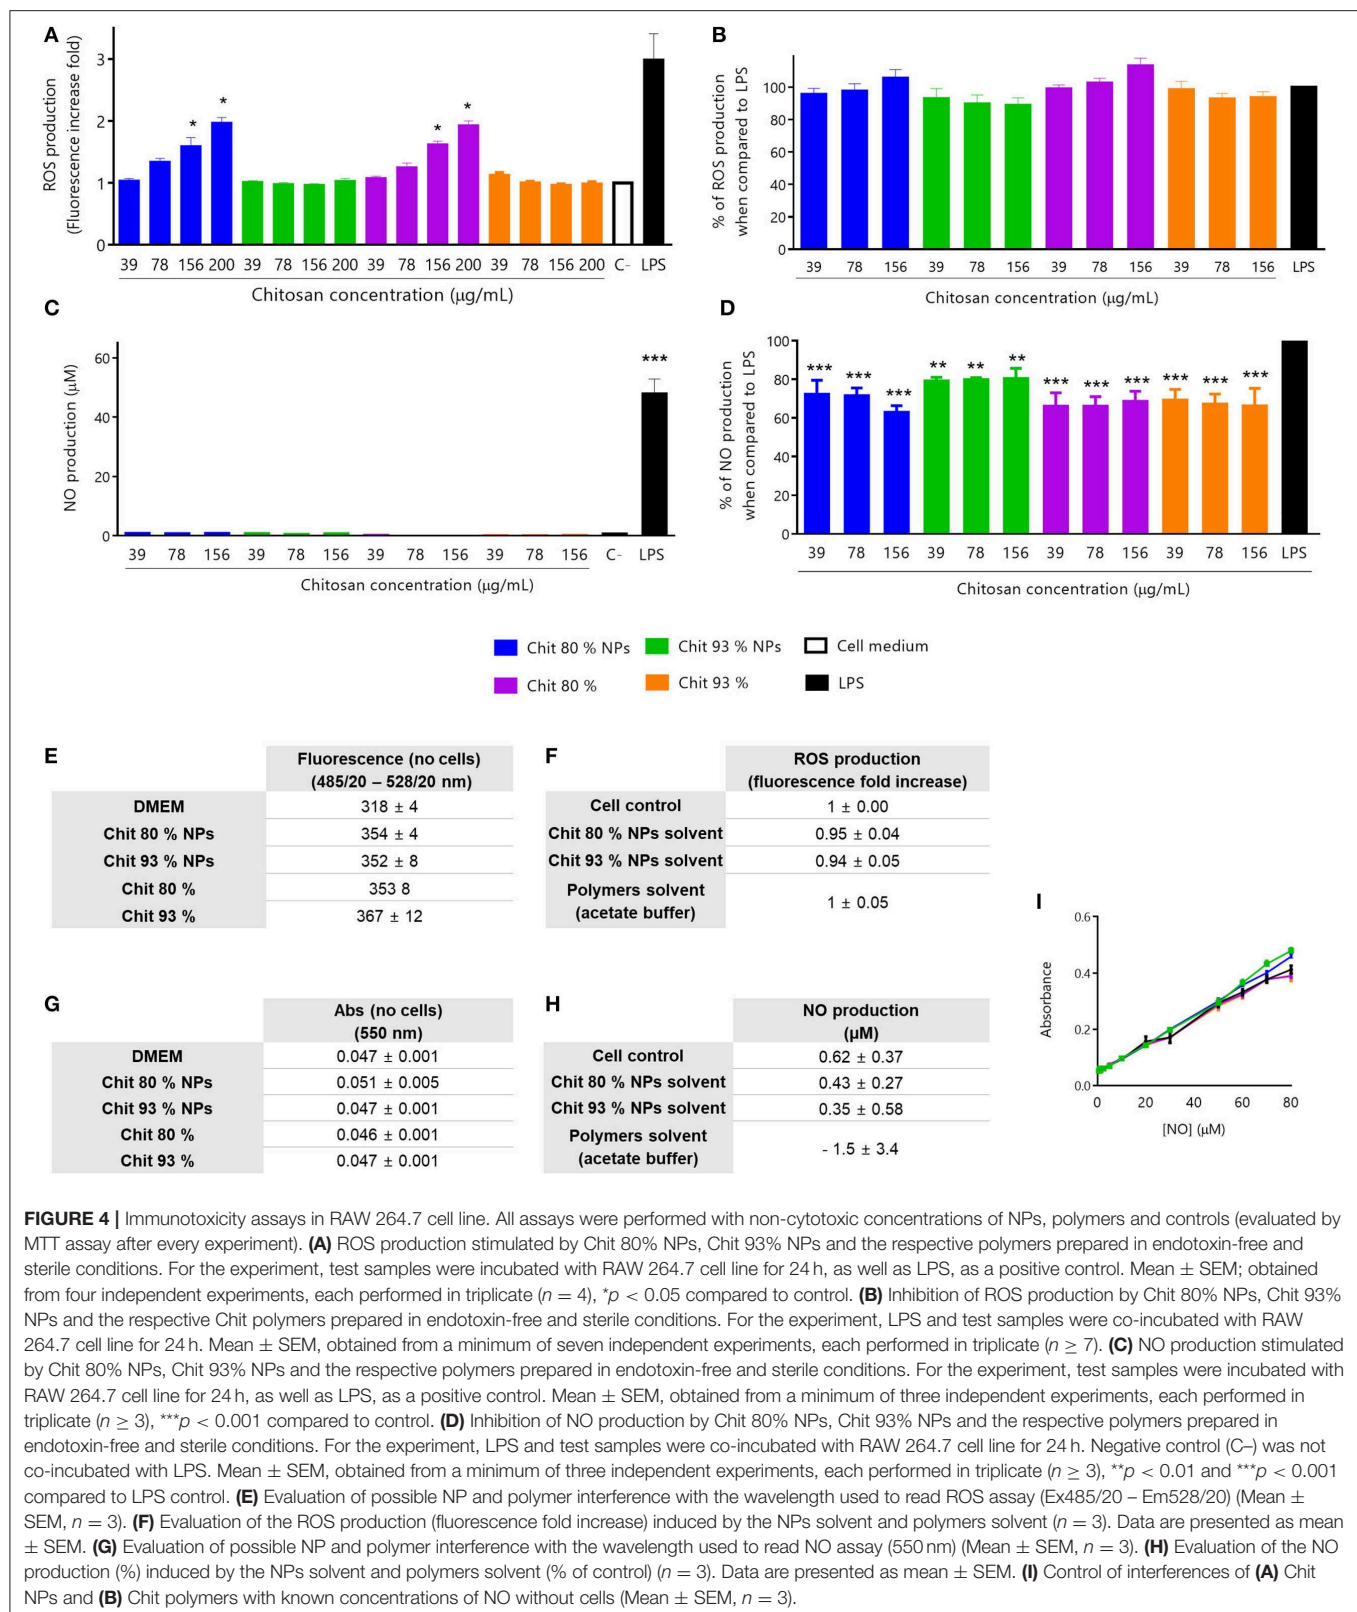 A
ROS production
(Fluorescence increase fold)
3
2
1
0
*
*
*
*
39 78 156 200 39 78 156 200 39 78 156 200 39 78 156 200 C- LPS
Chitosan concentration (µg/mL)
B
% of ROS production
when compared to LPS
100
80
60
40
20
0
39 78 156 39 78 156 39 78 156 39 78 156 LPS
Chitosan concentration (µg/mL)
C
NO production (µM)
60
40
20
0
***
39 78 156 39 78 156 39 78 156 39 78 156 C- LPS
Chitosan concentration (µg/mL)
D
% of NO production
when compared to LPS
100
80
60
40
20
0
*** *** *** ** ** ** *** *** *** *** *** ***
39 78 156 39 78 156 39 78 156 39 78 156 LPS
Chitosan concentration (µg/mL)
Chit 80 % NPs Chit 93 % NPs Cell medium
Chit 80 % Chit 93 % LPS
E
Fluorescence (no cells)
(485/20 – 528/20 nm)
DMEM 318 ± 4
Chit 80 % NPs 354 ± 4
Chit 93 % NPs 352 ± 8
Chit 80 % 353 8
Chit 93 % 367 ± 12
F
ROS production
(fluorescence fold increase)
Cell control 1 ± 0.00
Chit 80 % NPs solvent 0.95 ± 0.04
Chit 93 % NPs solvent 0.94 ± 0.05
Polymers solvent
(acetate buffer) 1 ± 0.05
G
Abs (no cells)
(550 nm)
DMEM 0.047 ± 0.001
Chit 80 % NPs 0.051 ± 0.005
Chit 93 % NPs 0.047 ± 0.001
Chit 80 % 0.046 ± 0.001
Chit 93 % 0.047 ± 0.001
H
NO production
(µM)
Cell control 0.62 ± 0.37
Chit 80 % NPs solvent 0.43 ± 0.27
Chit 93 % NPs solvent 0.35 ± 0.58
Polymers solvent
(acetate buffer) - 1.5 ± 3.4
I
Absorbance
0.6
0.4
0.2
0.0
0 20 40 60 80
[NO] (µM)
FIGURE 4 | Immunotoxicity assays in RAW 264.7 cell line. All assays were performed with non-cytotoxic concentrations of NPs, polymers and controls (evaluated by
MTT assay after every experiment). (A) ROS production stimulated by Chit 80% NPs, Chit 93% NPs and the respective polymers prepared in endotoxin-free and
sterile conditions. For the experiment, test samples were incubated with RAW 264.7 cell line for 24 h, as well as LPS, as a positive control. Mean ± SEM; obtained
from four independent experiments, each performed in triplicate (n = 4), *p < 0.05 compared to control. (B) Inhibition of ROS production by Chit 80% NPs, Chit 93%
NPs and the respective Chit polymers prepared in endotoxin-free and sterile conditions. For the experiment, LPS and test samples were co-incubated with RAW
264.7 cell line for 24 h. Mean ± SEM, obtained from a minimum of seven independent experiments, each performed in triplicate (n ≥ 7). (C) NO production stimulated
by Chit 80% NPs, Chit 93% NPs and the respective polymers prepared in endotoxin-free and sterile conditions. For the experiment, test samples were incubated with
RAW 264.7 cell line for 24 h, as well as LPS, as a positive control. Mean ± SEM, obtained from a minimum of three independent experiments, each performed in
triplicate (n ≥ 3), ***p < 0.001 compared to control. (D) Inhibition of NO production by Chit 80% NPs, Chit 93% NPs and the respective polymers prepared in
endotoxin-free and sterile conditions. For the experiment, LPS and test samples were co-incubated with RAW 264.7 cell line for 24 h. Negative control (C–) was not
co-incubated with LPS. Mean ± SEM, obtained from a minimum of three independent experiments, each performed in triplicate (n ≥ 3), **p < 0.01 and ***p < 0.001
compared to LPS control. (E) Evaluation of possible NP and polymer interference with the wavelength used to read ROS assay (Ex485/20 – Em528/20) (Mean ±
SEM, n = 3). (F) Evaluation of the ROS production (fluorescence fold increase) induced by the NPs solvent and polymers solvent (n = 3). Data are presented as mean
± SEM. (G) Evaluation of possible NP and polymer interference with the wavelength used to read NO assay (550 nm) (Mean ± SEM, n = 3). (H) Evaluation of the NO
production (%) induced by the NPs solvent and polymers solvent (% of control) (n = 3). Data are presented as mean ± SEM. (I) Control of interferences of (A) Chit
NPs and (B) Chit polymers with known concentrations of NO without cells (Mean ± SEM, n = 3).